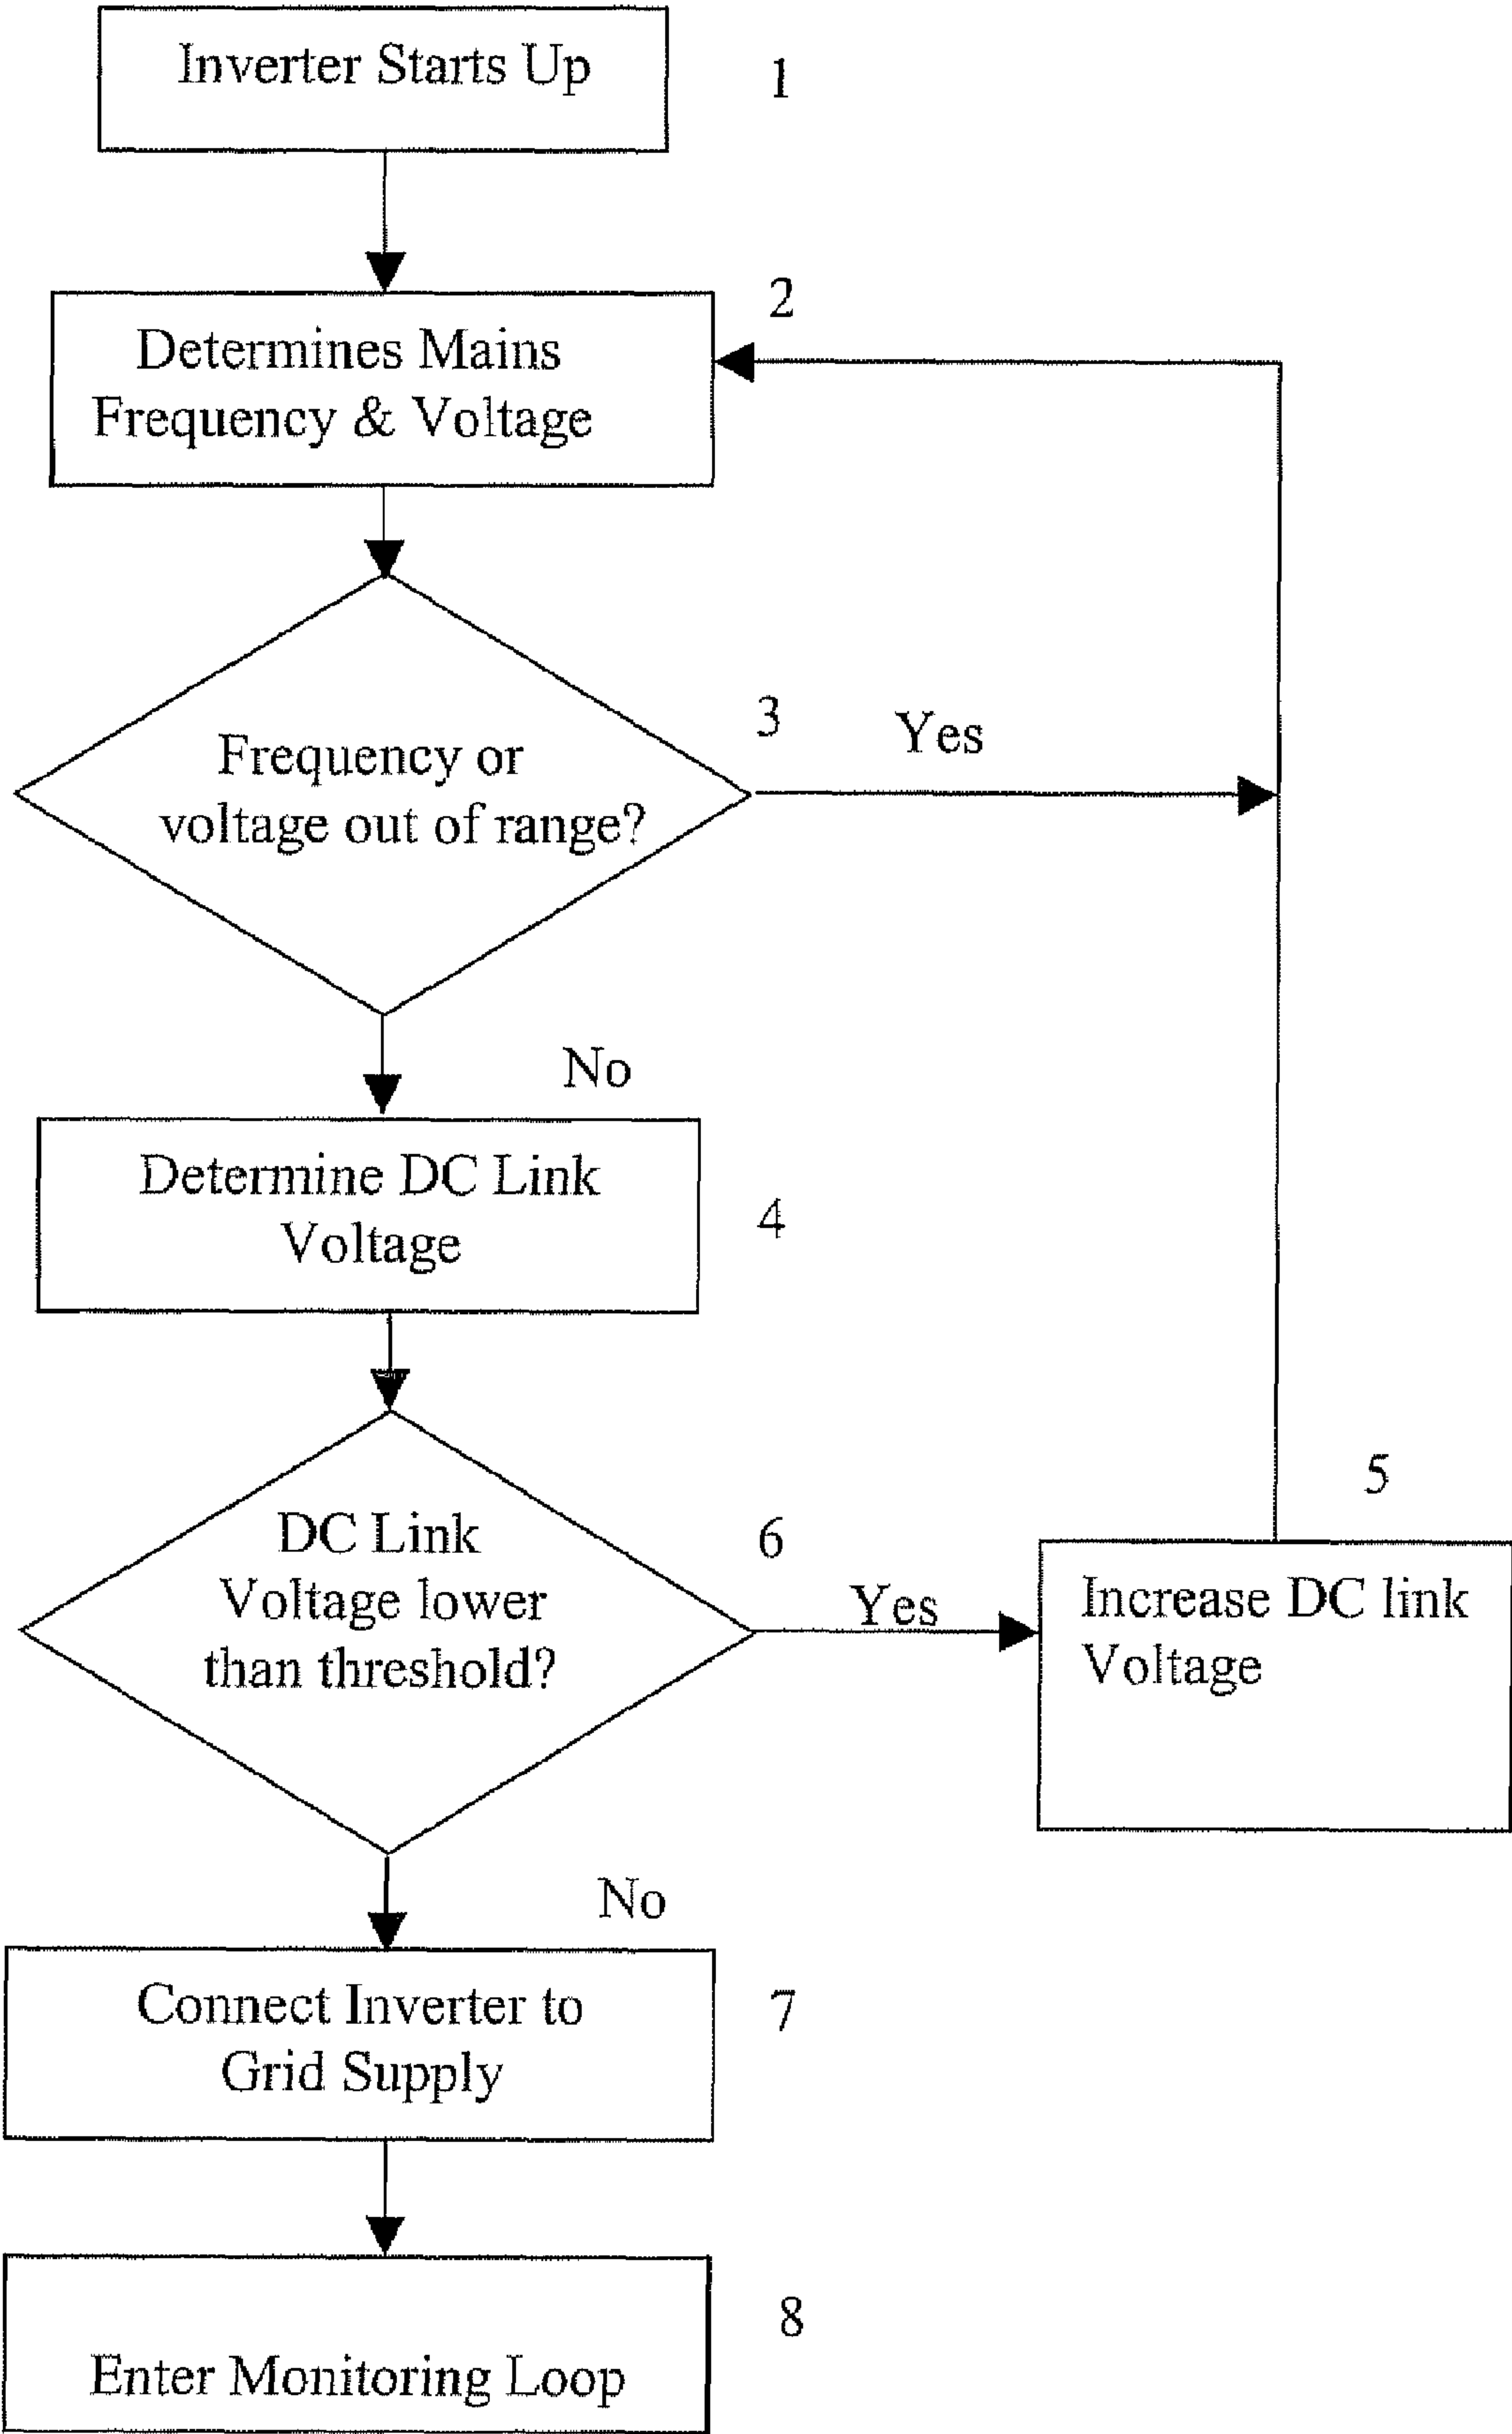 Inverter Starts Up
1
2
Determines Mains
Frequency & Voltage
3
Yes
Frequency or
voltage out of range?
No
Determine DC Link
Voltage
4
5
DC Link
Voltage lower
than threshold?
6
Yes
Increase DC link
Voltage
No
Connect Inverter to
Grid Supply
7
8
Enter Monitoring Loop